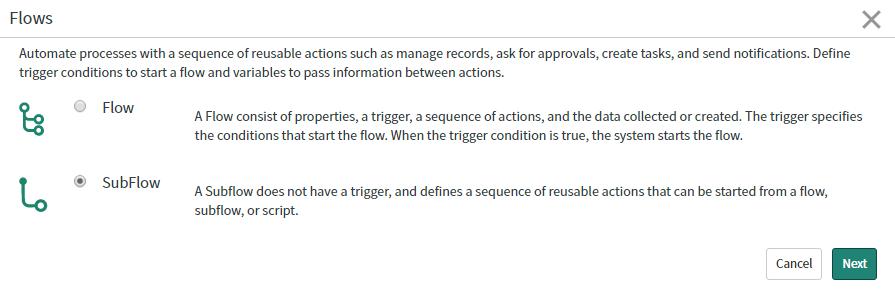 Flows
Automate processes with a sequence of reusable actions such as manage records, ask for approvals, create tasks, and send notifications. Define
trigger conditions to start a flow and variables to pass information between actions.
Flow
A Flow consist of properties, a trigger, a sequence of actions, and the data collected or created. The trigger specifies
the conditions that start the flow. When the trigger condition is true, the system starts the flow.
SubFlow
A Subflow does not have a trigger, and defines a sequence of reusable actions that can be started from a flow,
subflow, or script.
Cancel Next